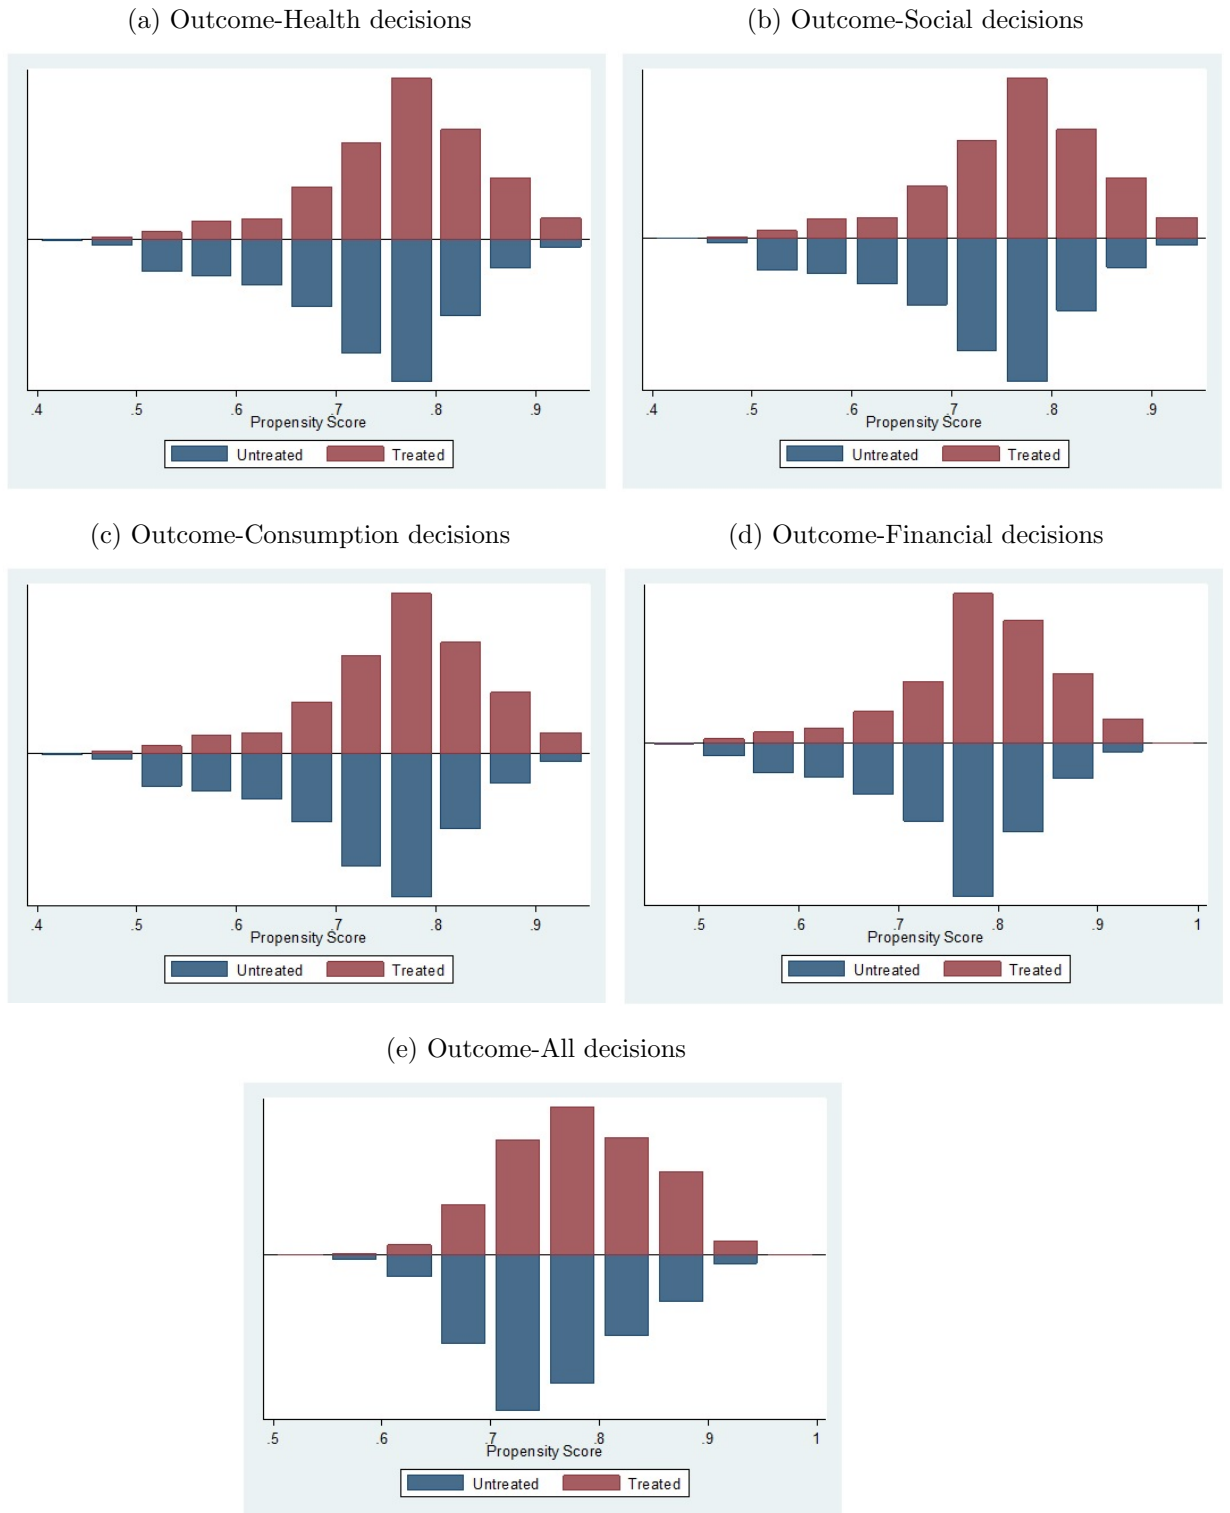 (a) Outcome-Health decisions
.4 .5 .6 .7 .8 .9
Propensity Score
Untreated Treated
(b) Outcome-Social decisions
.4 .5 .6 .7 .8 .9
Propensity Score
Untreated Treated
(c) Outcome-Consumption decisions
.4 .5 .6 .7 .8 .9
Propensity Score
Untreated Treated
(d) Outcome-Financial decisions
.5 .6 .7 .8 .9 1
Propensity Score
Untreated Treated
(e) Outcome-All decisions
.5 .6 .7 .8 .9 1
Propensity Score
Untreated Treated